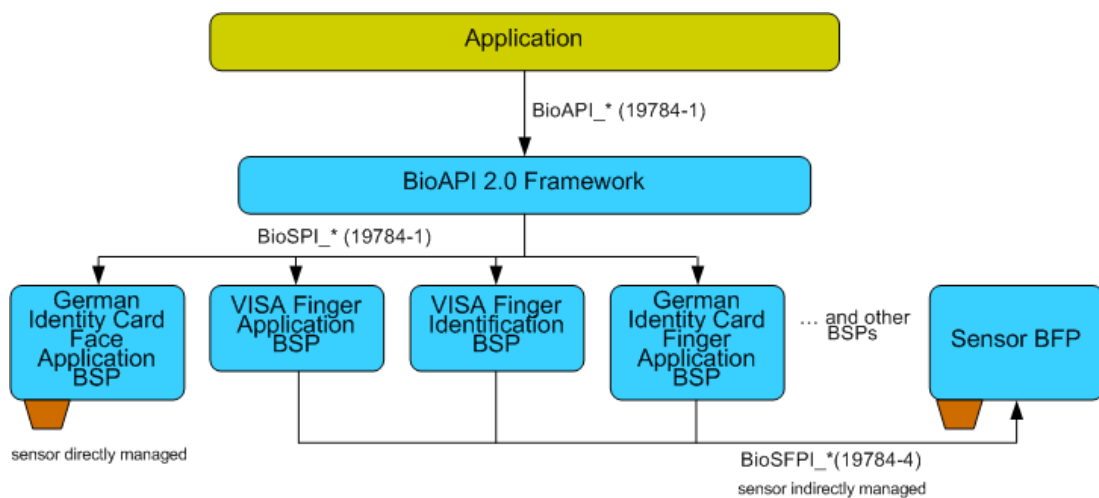 Application
BioAPI_* (19784-1)
BioAPI 2.0 Framework
BioSPI_* (19784-1)
German
Identity Card
Face
Application
BSP
VISA Finger
Application
BSP
VISA Finger
Identification
BSP
German
Identity Card
Finger
Application
BSP
... and other
BSPs
Sensor BFP
sensor directly managed
BioSFPI_*(19784-4)
sensor indirectly managed